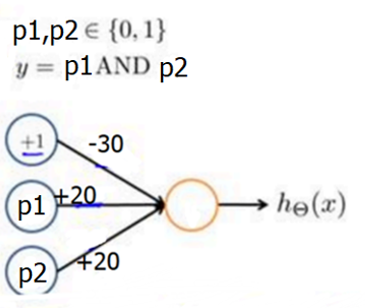 p1,p2 ∈ {0, 1}
y = p1 AND p2
+1
-30
p1
+20
hΘ(x)
p2
+20